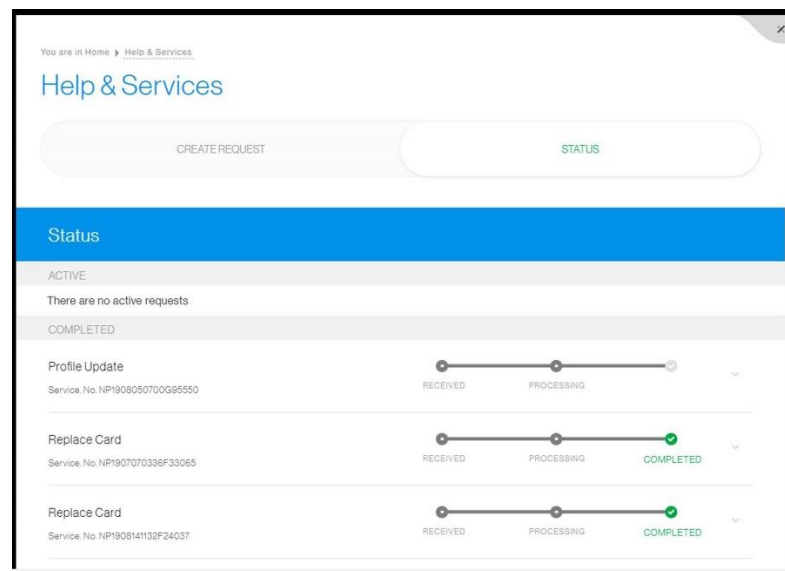 You are in Home Help & Services
Help & Services
CREATE REQUEST STATUS
Status
ACTIVE
There are no active requests
COMPLETED
Profile Update
Service. No. NP1908050700G95550
RECEIVED PROCESSING
Replace Card
Service. No. NP1907070336F33065
RECEIVED PROCESSING COMPLETED
Replace Card
Service. No. NP1908141132F24037
RECEIVED PROCESSING COMPLETED